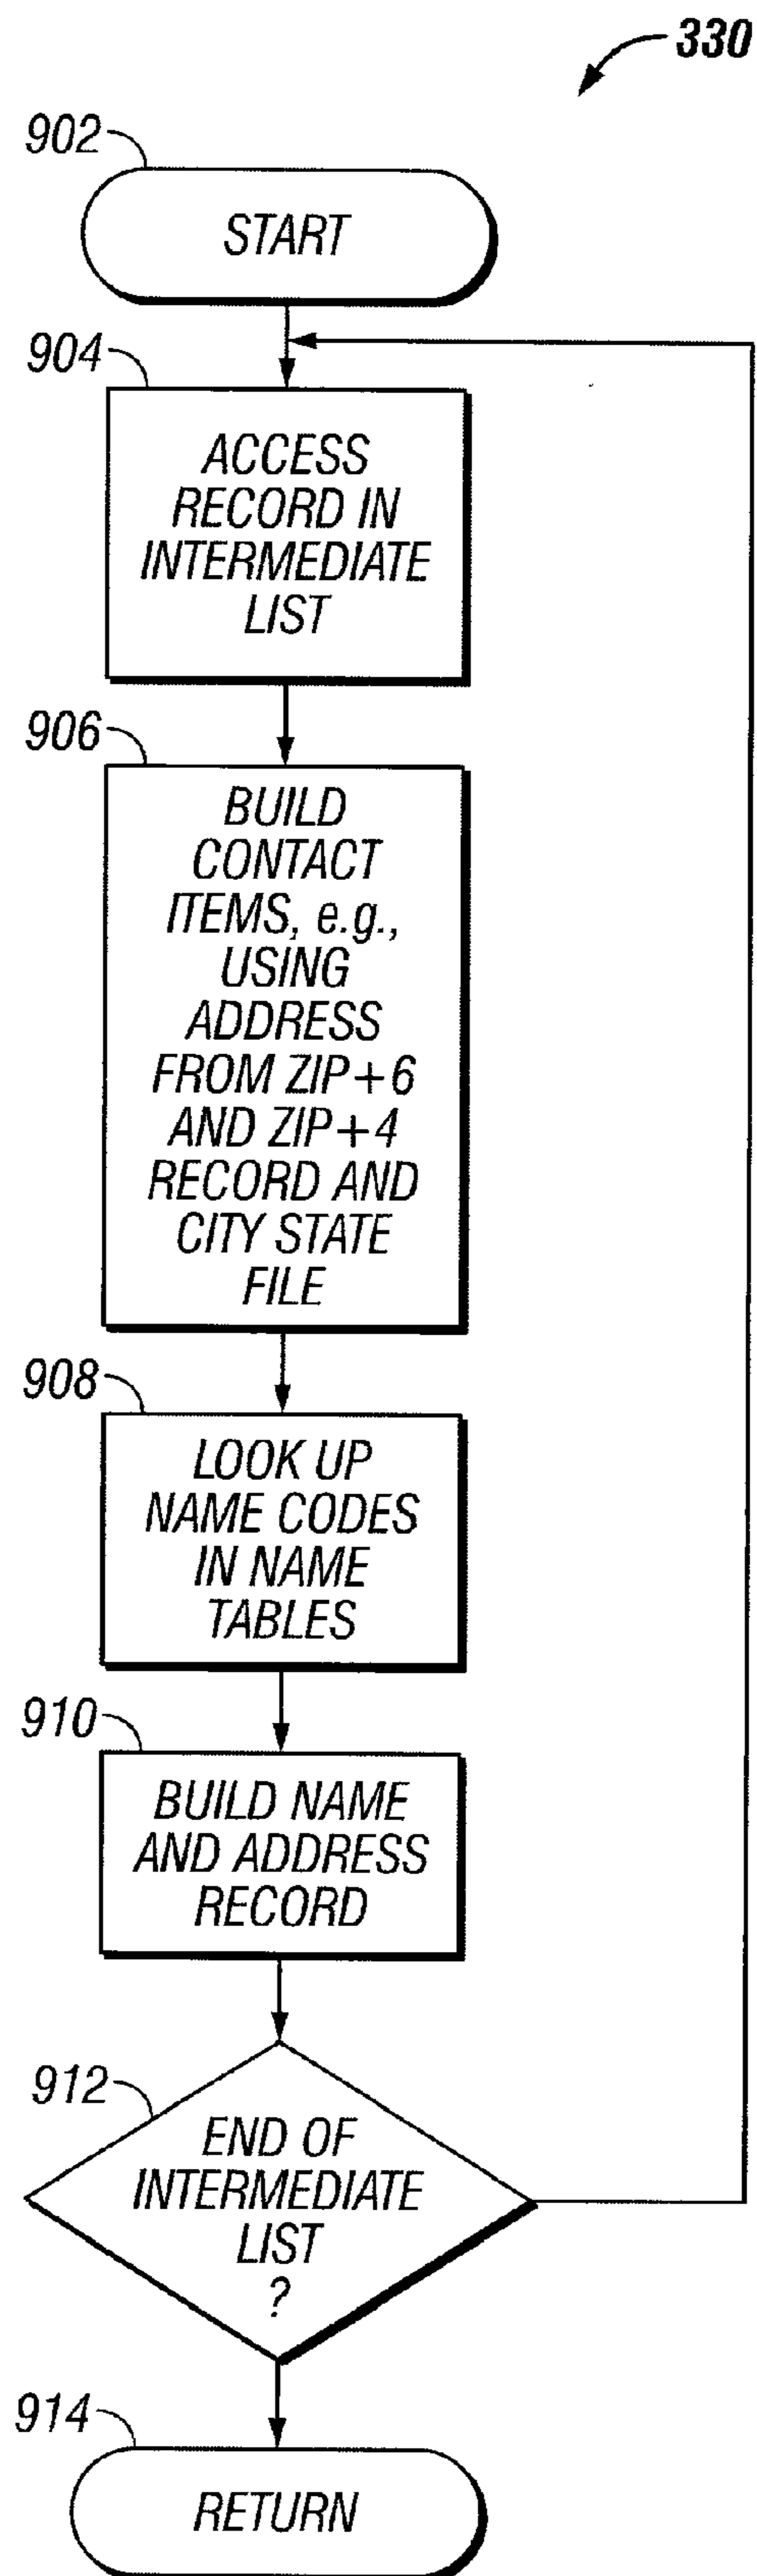 330
902
START
904
ACCESS
RECORD IN
INTERMEDIATE
LIST
906
BUILD
CONTACT
ITEMS, e.g.,
USING
ADDRESS
FROM ZIP+6
AND ZIP+4
RECORD AND
CITY STATE
FILE
908
LOOK UP
NAME CODES
IN NAME
TABLES
910
BUILD NAME
AND ADDRESS
RECORD
912
END OF
INTERMEDIATE
LIST
?
914
RETURN